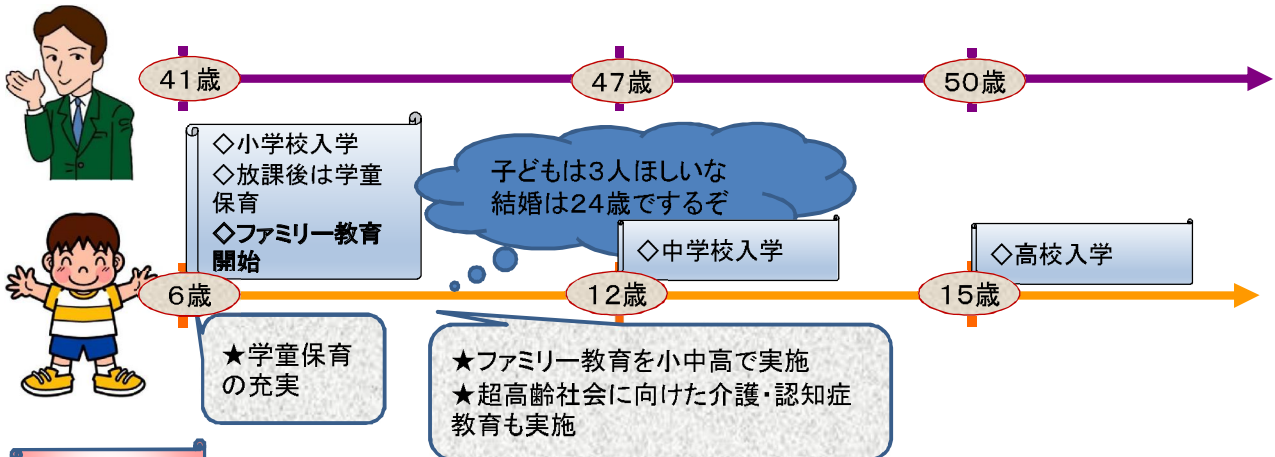 41歳
47歳
50歳
◇小学校入学
◇放課後は学童
保育
◇ファミリー教育
開始
子どもは3人ほしいな
結婚は24歳でするぞ
◇中学校入学
◇高校入学
6歳
12歳
15歳
★学童保育
の充実
★ファミリー教育を小中高で実施
★超高齢社会に向けた介護・認知症
教育も実施